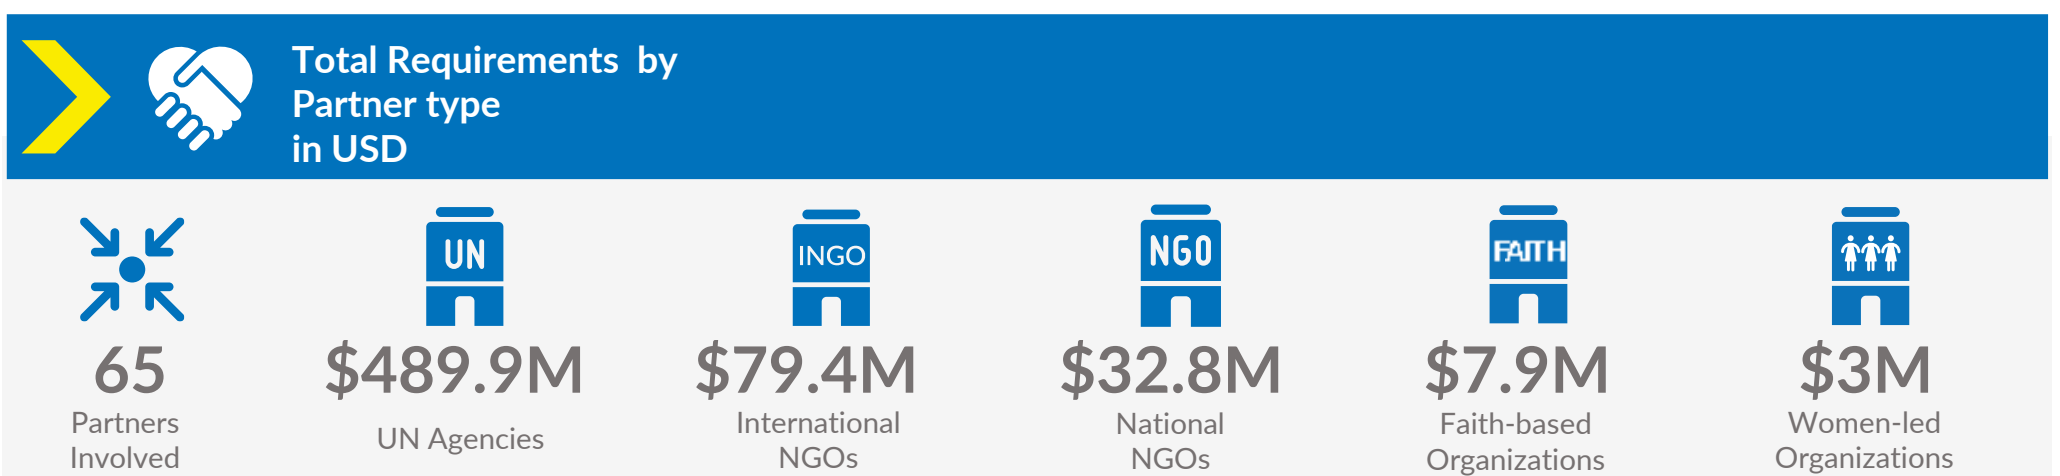 Total Requirements by
Partner type
in USD
65
Partners
Involved
UN
$489.9M
UN Agencies
INGO
$79.4M
International
NGOs
NGO
$32.8M
National
NGOs
FAITH
$7.9M
Faith-based
Organizations
$3M
Women-led
Organizations